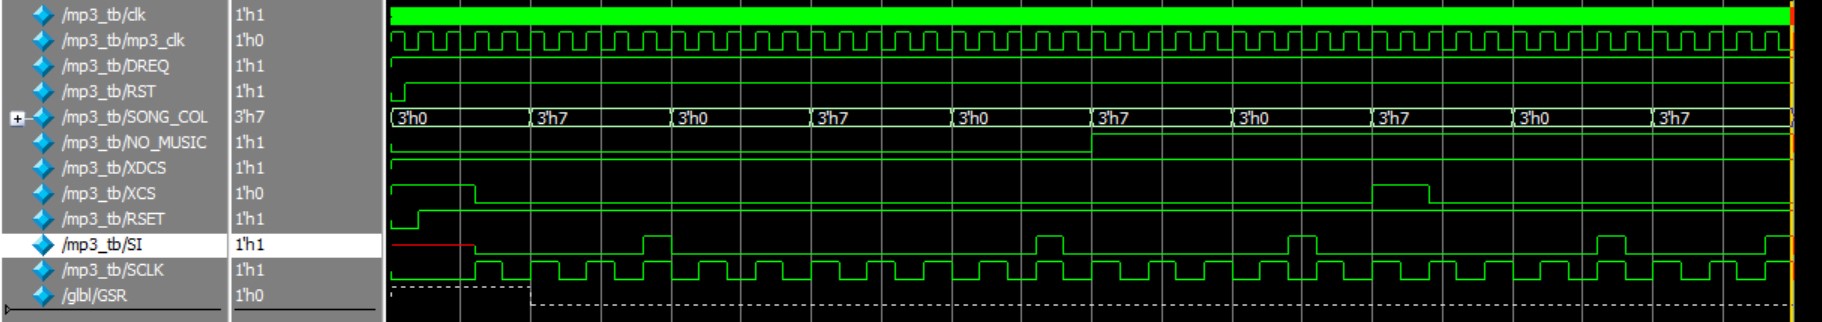 /mp3_tb/clk 1'h1
/mp3_tb/mp3_clk 1'h0
/mp3_tb/DREQ 1'h1
/mp3_tb/RST 1'h1
/mp3_tb/SONG_COL 3'h7 3'h0 3'h7 3'h0 3'h7 3'h0 3'h7 3'h0 3'h7 3'h0 3'h7
/mp3_tb/NO_MUSIC 1'h1
/mp3_tb/XDCS 1'h1
/mp3_tb/XCS 1'h0
/mp3_tb/RSET 1'h1
/mp3_tb/SI 1'h1
/mp3_tb/SCLK 1'h1
/glbl/GSR 1'h0